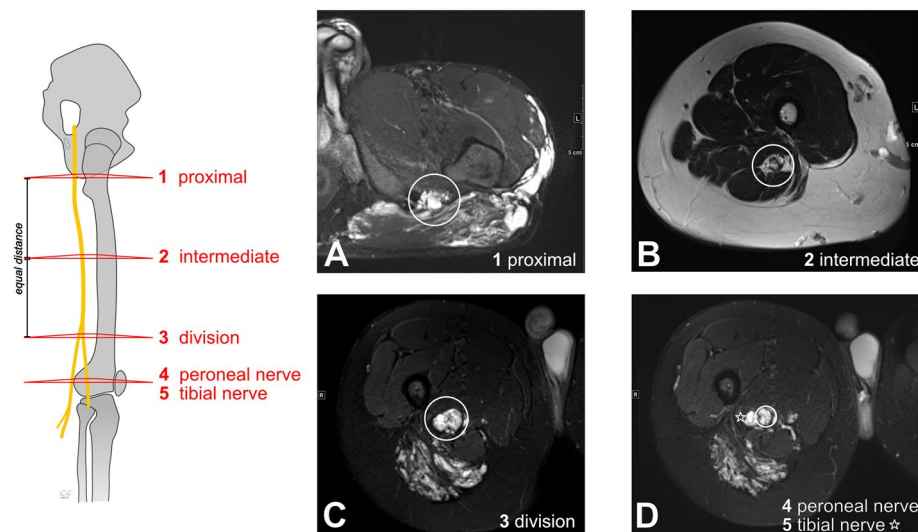 1 proximal
2 intermediate
3 division
4 peroneal nerve
5 tibial nerve
equal distance
A
L
5 cm
1 proximal
B
L
5 cm
2 intermediate
C
R
3 division
D
R
4 peroneal nerve
5 tibial nerve ☆